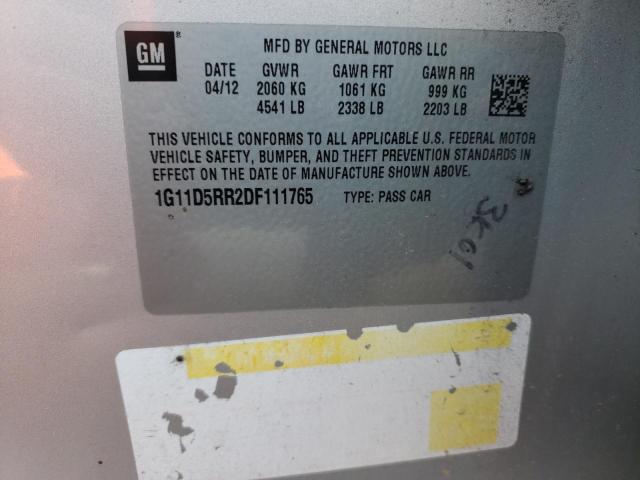 GM
MFD BY GENERAL MOTORS LLC
DATE GVWR GAWR FRT GAWR RR
04/12 2060 KG 1061 KG 999 KG
4541 LB 2338 LB 2203 LB
THIS VEHICLE CONFORMS TO ALL APPLICABLE U.S. FEDERAL MOTOR
VEHICLE SAFETY, BUMPER, AND THEFT PREVENTION STANDARDS IN
EFFECT ON THE DATE OF MANUFACTURE SHOWN ABOVE.
1G11D5RR2DF111765 TYPE: PASS CAR